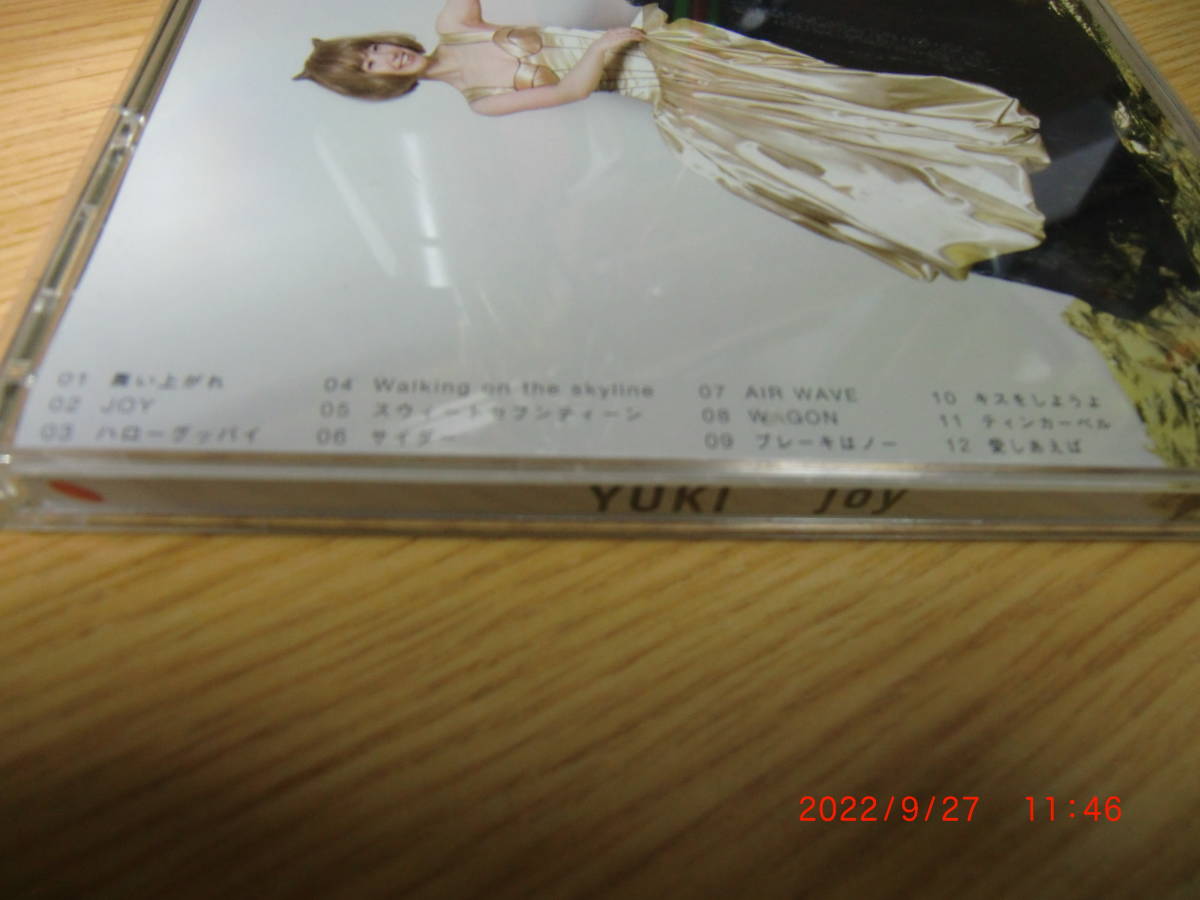 01 舞い上がれ
02 JOY
03 ハローグッバイ
04 Walking on the skyline
05 スウィートセブンティーン
06 サイダー
07 AIR WAVE
08 WAGON
09 ブレーキはノー
10 キスをしようよ
11 ティンカーベル
12 愛しあえば
YUKI joy
2022/9/27 11:46